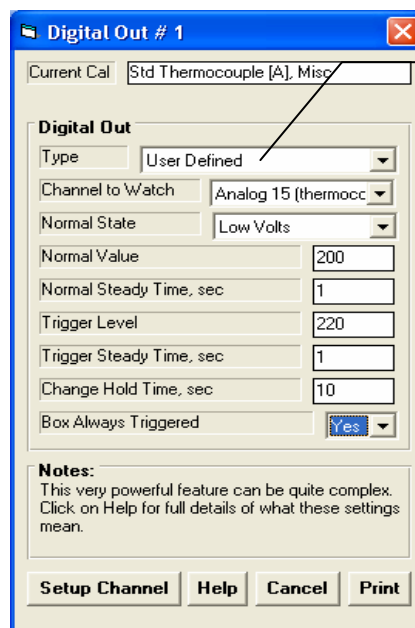 Digital Out # 1
Current Cal Std Thermocouple [A], Misc
Digital Out
Type User Defined
Channel to Watch Analog 15 (thermocc
Normal State Low Volts
Normal Value 200
Normal Steady Time, sec 1
Trigger Level 220
Trigger Steady Time, sec 1
Change Hold Time, sec 10
Box Always Triggered Yes
Notes:
This very powerful feature can be quite complex.
Click on Help for full details of what these settings
mean.
Setup Channel Help Cancel Print